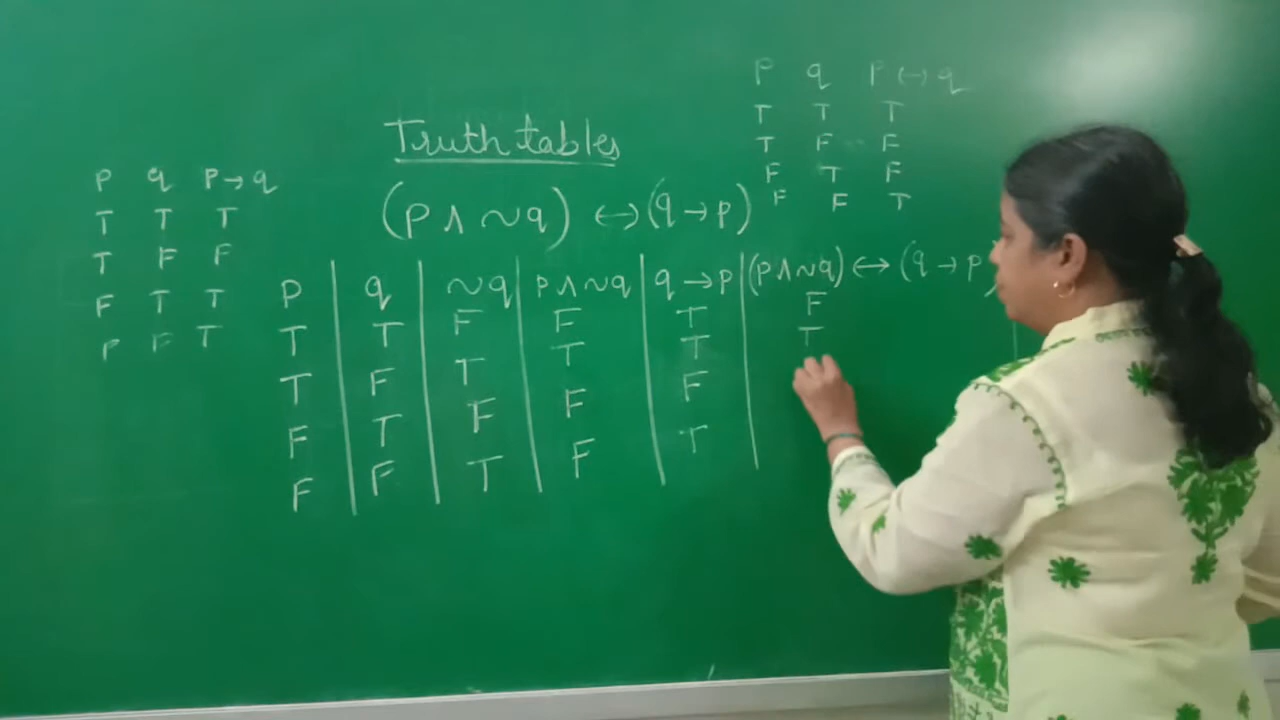 Truth tables
(p ∧ ~q) ↔ (q → p)
P q P → q
T T T
T F F
F T T
P F T
P q P ↔ q
T T T
T F F
F T F
F F T
p q ~q p ∧ ~q q → p (p ∧ ~q) ↔ (q → p)
T T F F T F
T F T T T T
F T F F F
F F T F T